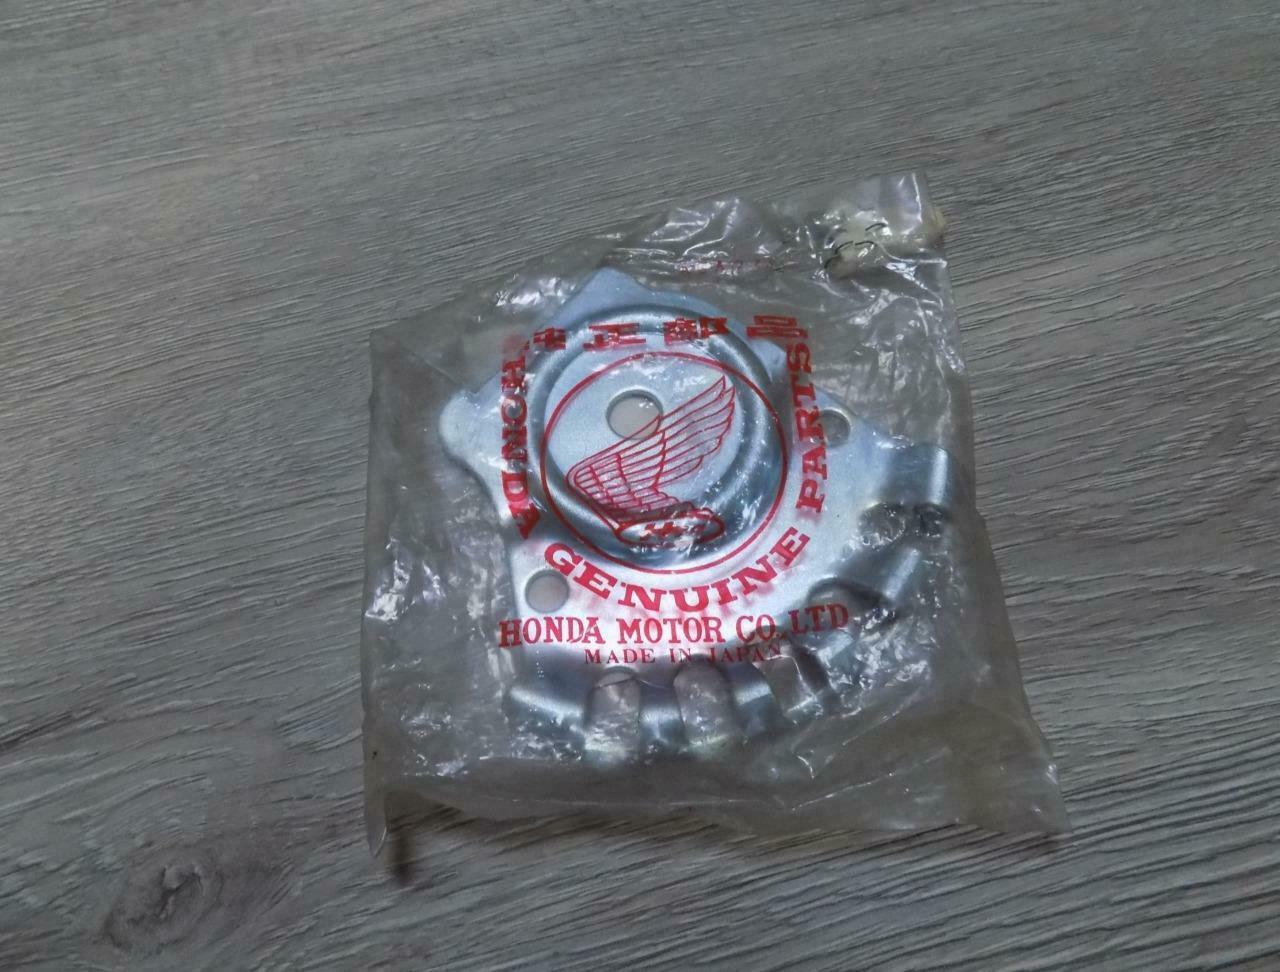 純正部品
HONDA GENUINE PARTS
HONDA MOTOR CO., LTD.
MADE IN JAPAN